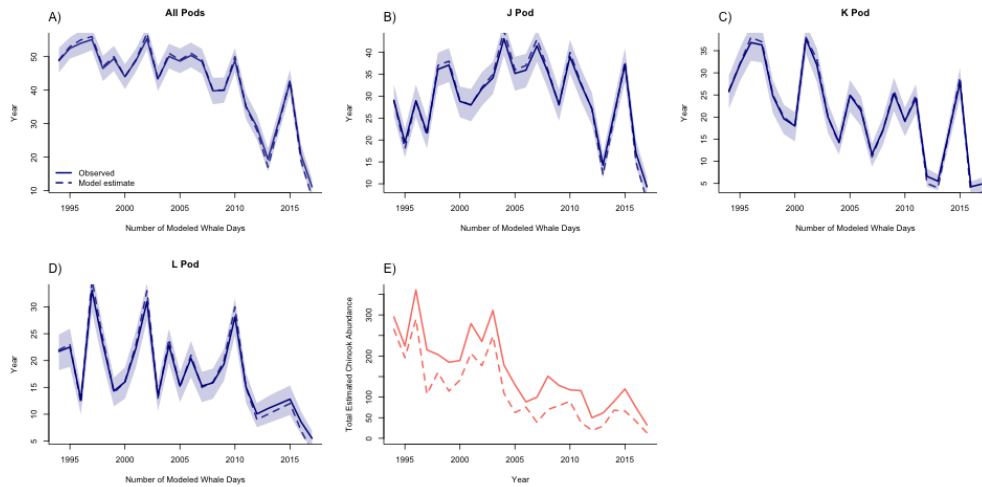 A) All Pods
Year
50
40
30
20
10
Observed
Model estimate
1995 2000 2005 2010 2015
Number of Modeled Whale Days
B) J Pod
Year
40
35
30
25
20
15
10
1995 2000 2005 2010 2015
Number of Modeled Whale Days
C) K Pod
Year
35
30
25
20
15
10
5
1995 2000 2005 2010 2015
Number of Modeled Whale Days
D) L Pod
Year
30
25
20
15
10
5
1995 2000 2005 2010 2015
Number of Modeled Whale Days
E)
Total Estimated Chinook Abundance
300
200
150
100
50
0
1995 2000 2005 2010 2015
Year